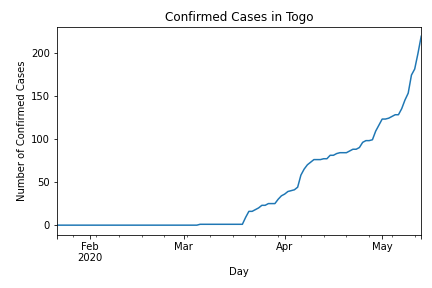 Confirmed Cases in Togo
Number of Confirmed Cases
200
150
100
50
0
Feb
2020
Mar
Apr
May
Day